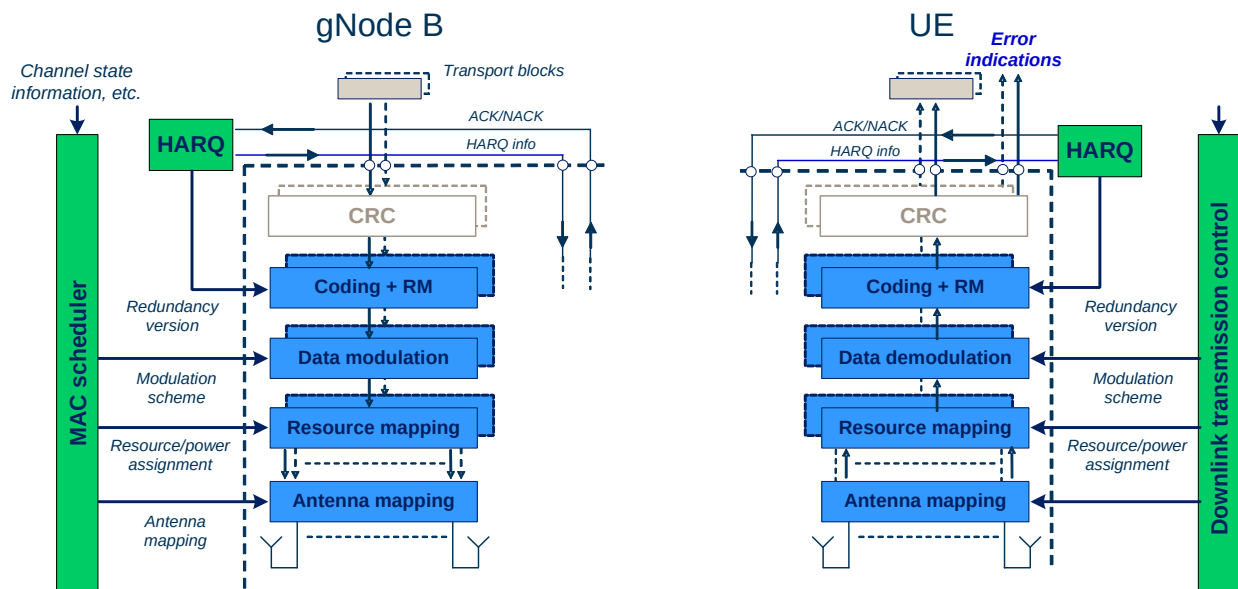 gNode B
UE
Channel state
information, etc.
Transport blocks
Error
indications
HARQ
ACK/NACK
HARQ info
ACK/NACK
HARQ info
HARQ
CRC
CRC
Coding + RM
Coding + RM
Redundancy
version
Redundancy
version
Data modulation
Data demodulation
Modulation
scheme
Modulation
scheme
Resource mapping
Resource mapping
Resource/power
assignment
Resource/power
assignment
Antenna mapping
Antenna mapping
Antenna
mapping
MAC scheduler
Downlink transmission control